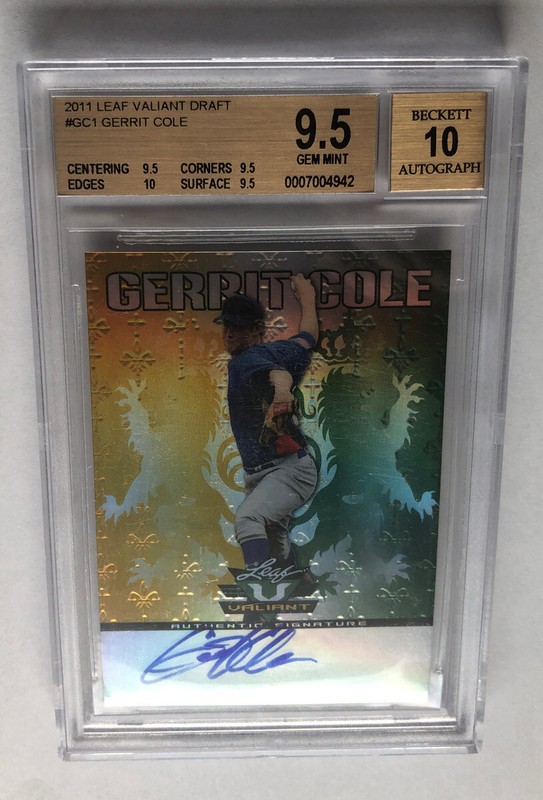 2011 LEAF VALIANT DRAFT
#GC1 GERRIT COLE
CENTERING 9.5 CORNERS 9.5
EDGES 10 SURFACE 9.5
9.5
GEM MINT
0007004942
BECKETT
10
AUTOGRAPH
GERRIT COLE
Leaf
VALIANT
AUTHENTIC SIGNATURE